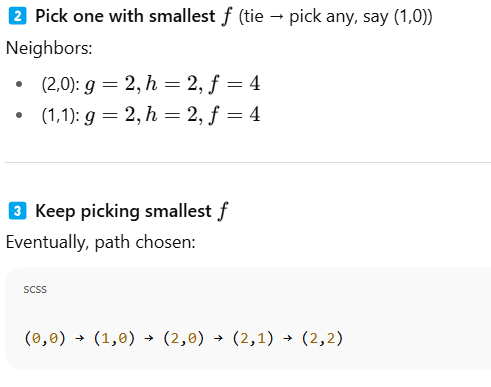 2 Pick one with smallest f (tie → pick any, say (1,0))
Neighbors:
• (2,0): g = 2, h = 2, f = 4
• (1,1): g = 2, h = 2, f = 4
3 Keep picking smallest f
Eventually, path chosen:
scss
(0,0) → (1,0) → (2,0) → (2,1) → (2,2)